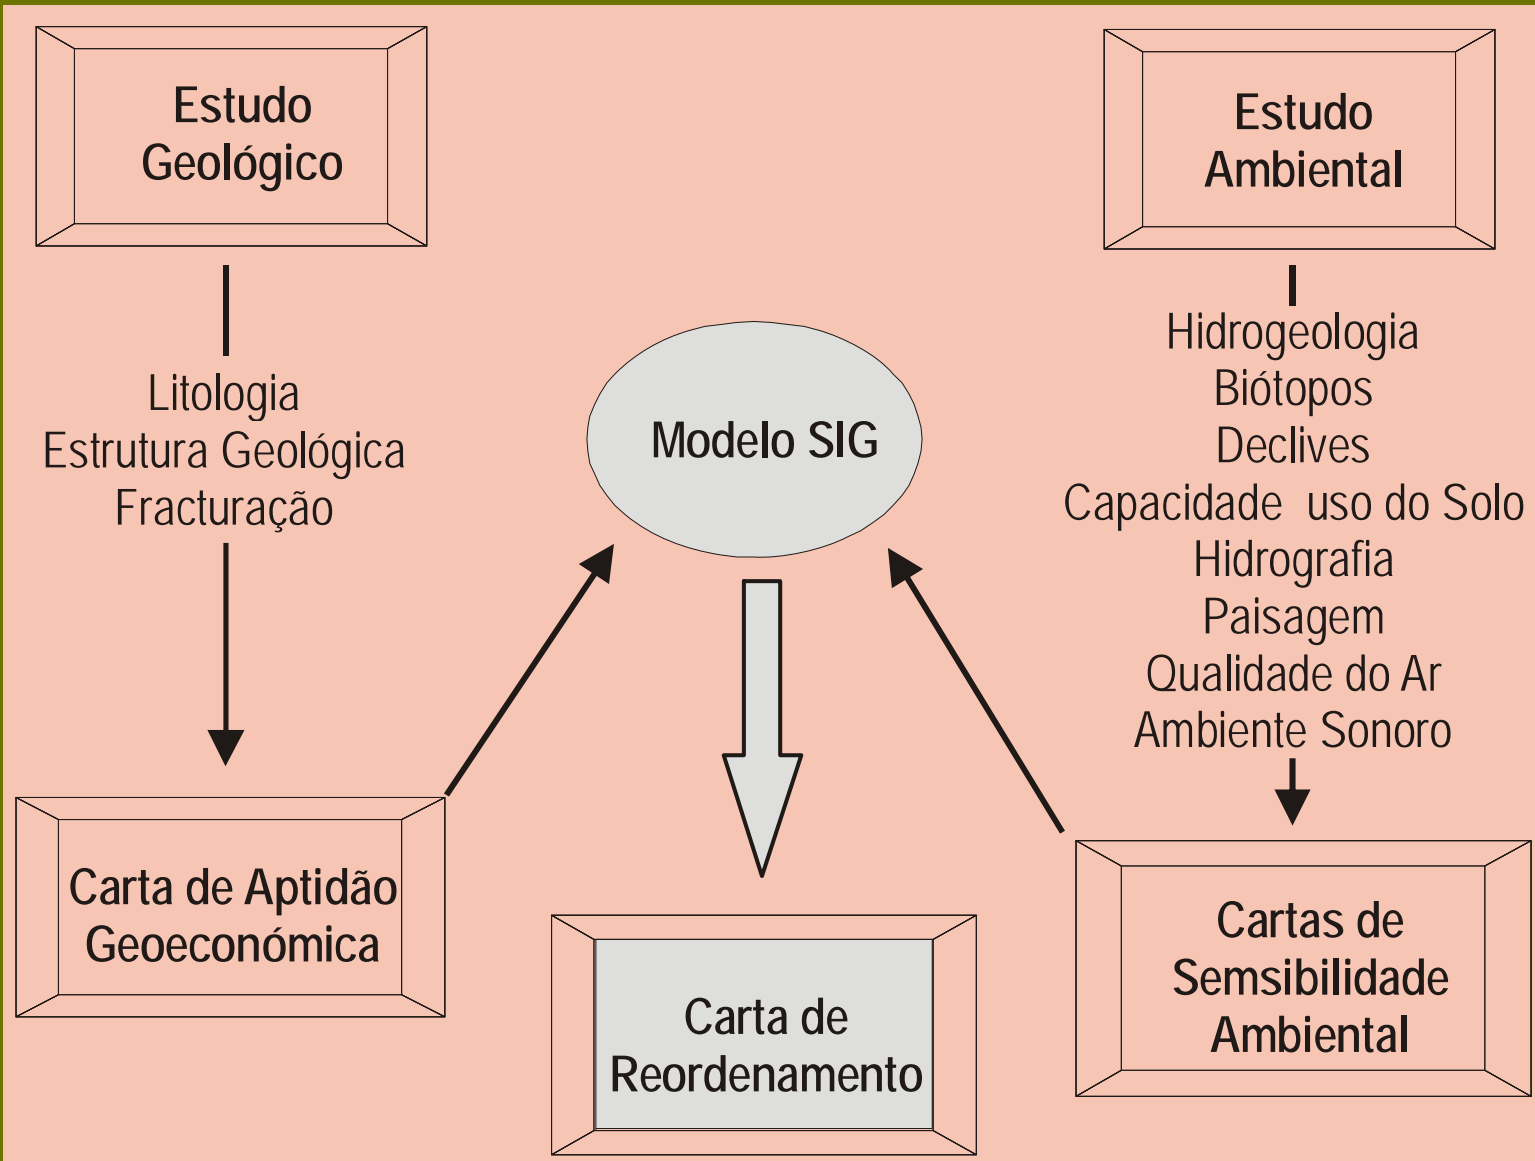 Estudo
Geológico
Litologia
Estrutura Geológica
Fracturação
Carta de Aptidão
Geoeconómica
Modelo SIG
Carta de
Reordenamento
Estudo
Ambiental
Hidrogeologia
Biótopos
Declives
Capacidade uso do Solo
Hidrografia
Paisagem
Qualidade do Ar
Ambiente Sonoro
Cartas de
Semsibilidade
Ambiental